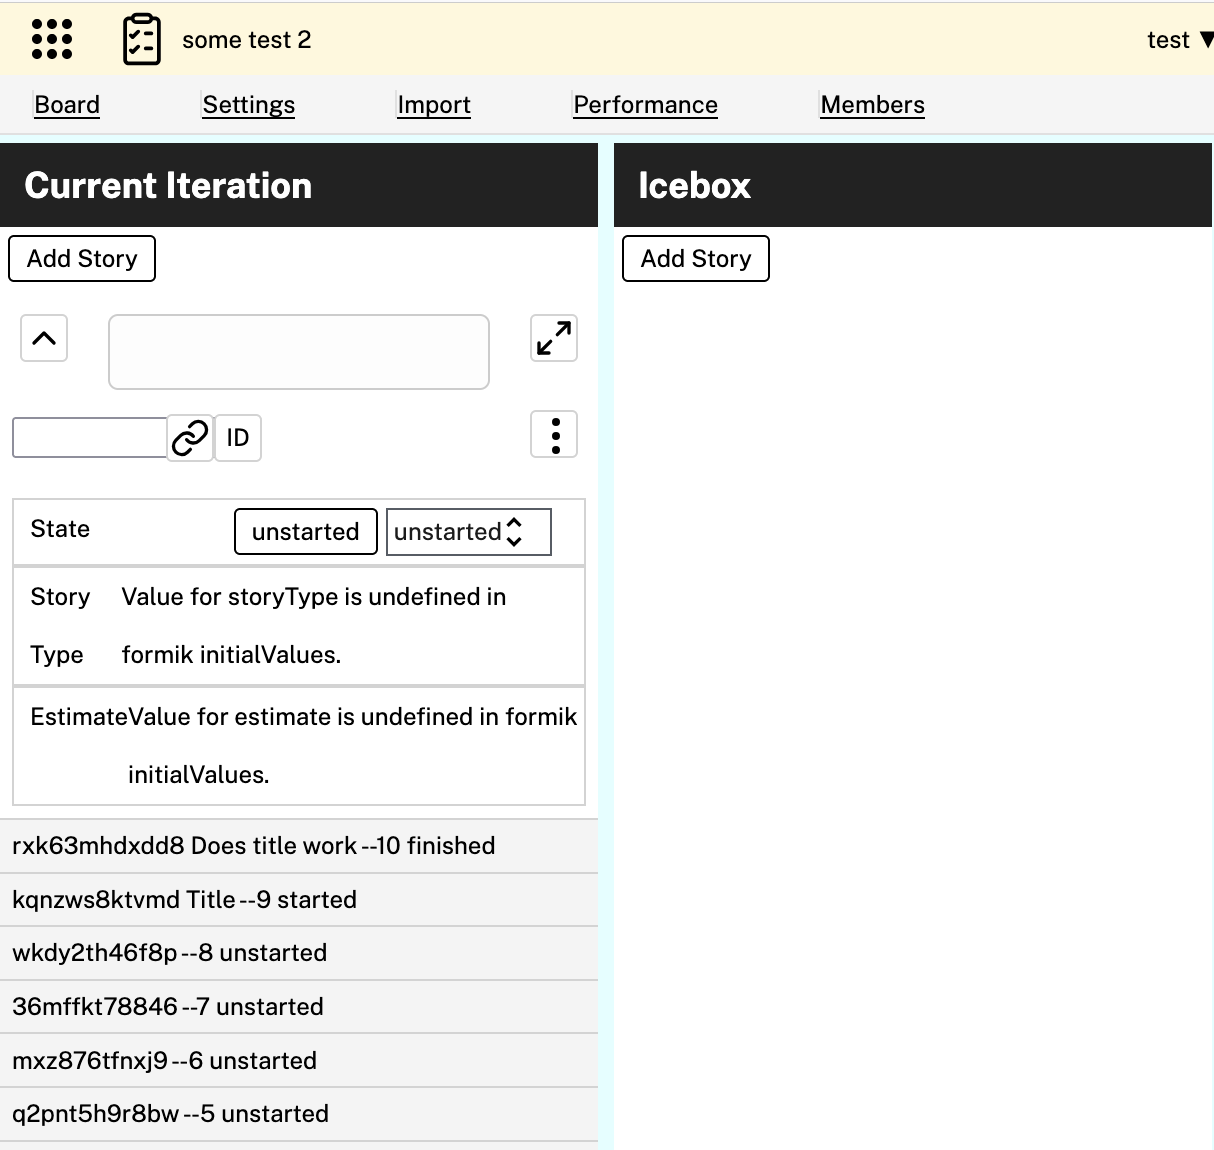 some test 2
test ▼
Board Settings Import Performance Members
Current Iteration
Add Story
ID
State unstarted unstarted
Story Type
Value for storyType is undefined in
formik initialValues.
Estimate
Value for estimate is undefined in formik
initialValues.
rxk63mhdxdd8 Does title work --10 finished
kqnzws8ktvmd Title --9 started
wkdy2th46f8p --8 unstarted
36mffkt78846 --7 unstarted
mxz876tfnxj9 --6 unstarted
q2pnt5h9r8bw --5 unstarted
Icebox
Add Story